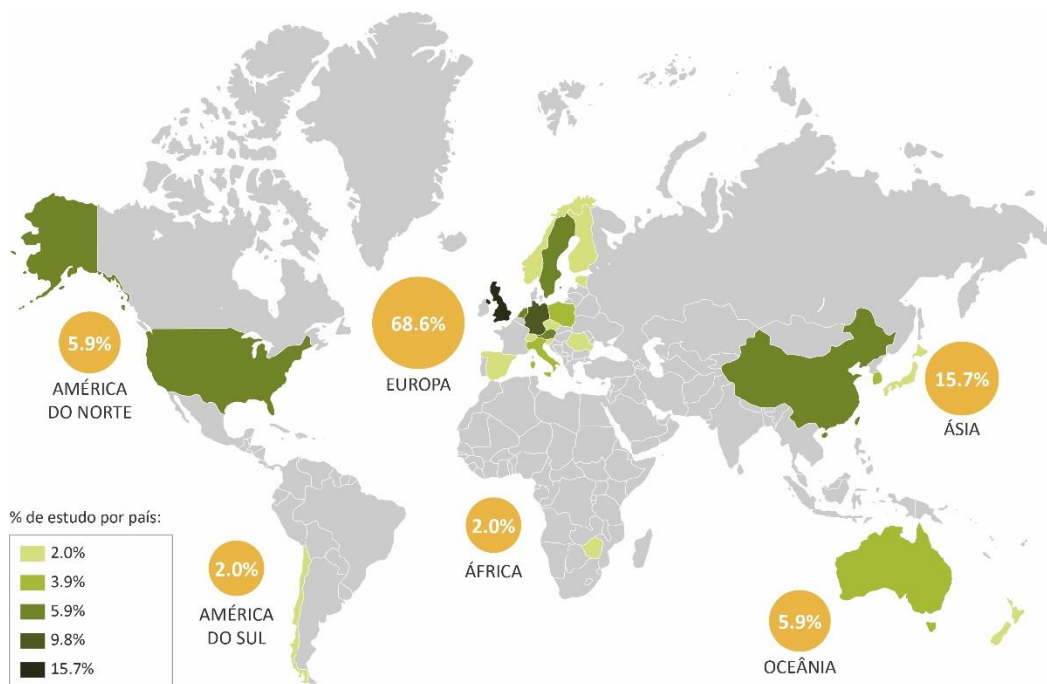 5.9%
AMÉRICA
DO NORTE
68.6%
EUROPA
15.7%
ÁSIA
2.0%
ÁFRICA
2.0%
AMÉRICA
DO SUL
5.9%
OCEÂNIA
% de estudo por país:
2.0%
3.9%
5.9%
9.8%
15.7%